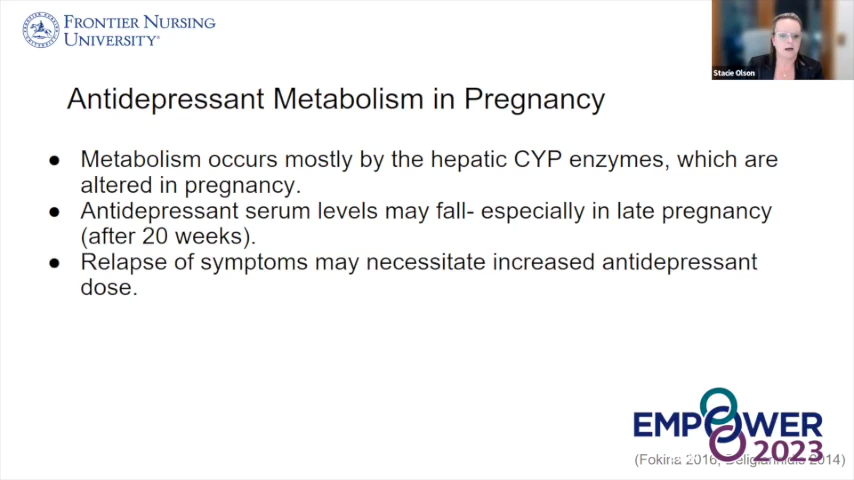 FRONTIER NURSING
UNIVERSITY®
Stacie Olson
Antidepressant Metabolism in Pregnancy
● Metabolism occurs mostly by the hepatic CYP enzymes, which are
altered in pregnancy.
● Antidepressant serum levels may fall- especially in late pregnancy
(after 20 weeks).
● Relapse of symptoms may necessitate increased antidepressant
dose.
EMPOWER
2023
(Fokina 2016, Deligiannidis 2014)